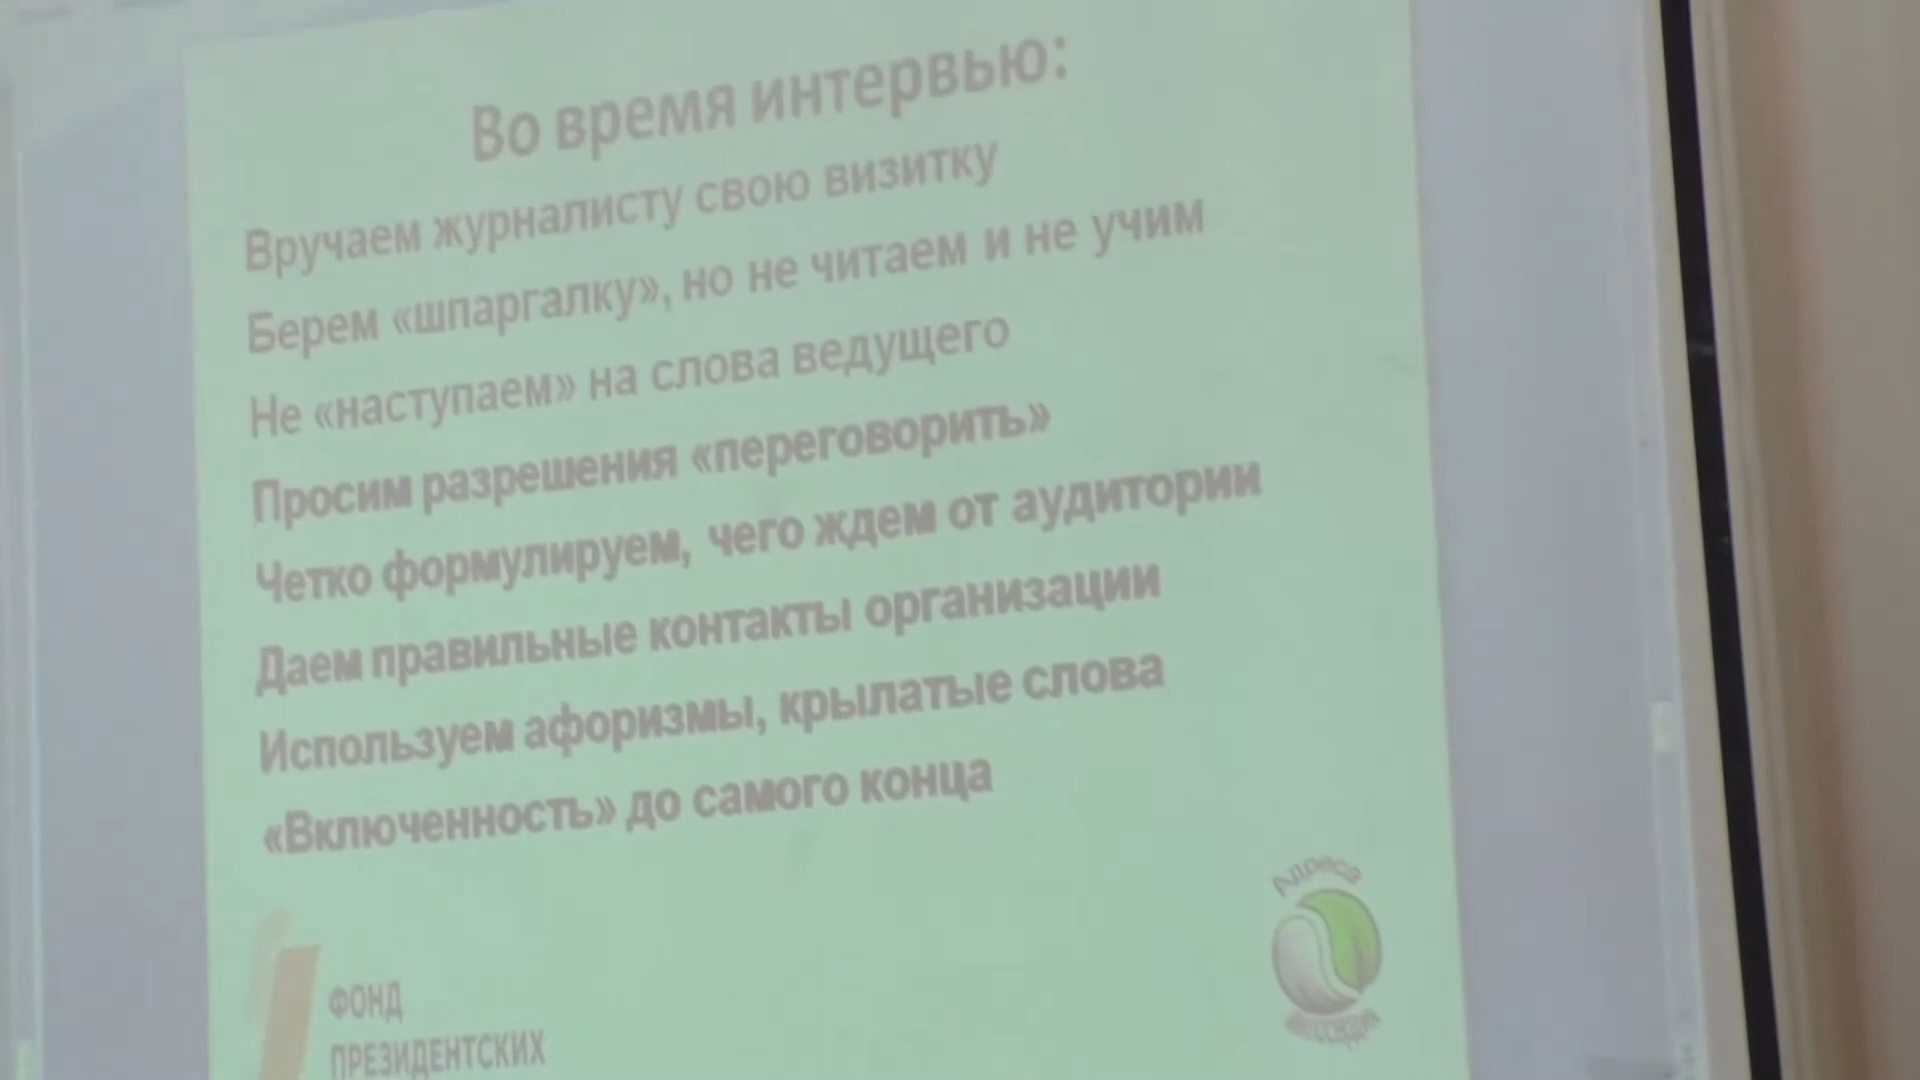 Во время интервью:
Вручаем журналисту свою визитку
Берем «шпаргалку», но не читаем и не учим
Не «наступаем» на слова ведущего
Просим разрешения «переговорить»
Четко формулируем, чего ждем от аудитории
Даем правильные контакты организации
Используем афоризмы, крылатые слова
«Включенность» до самого конца
Адреса
ФОНД
ПРЕЗИДЕНТСКИХ